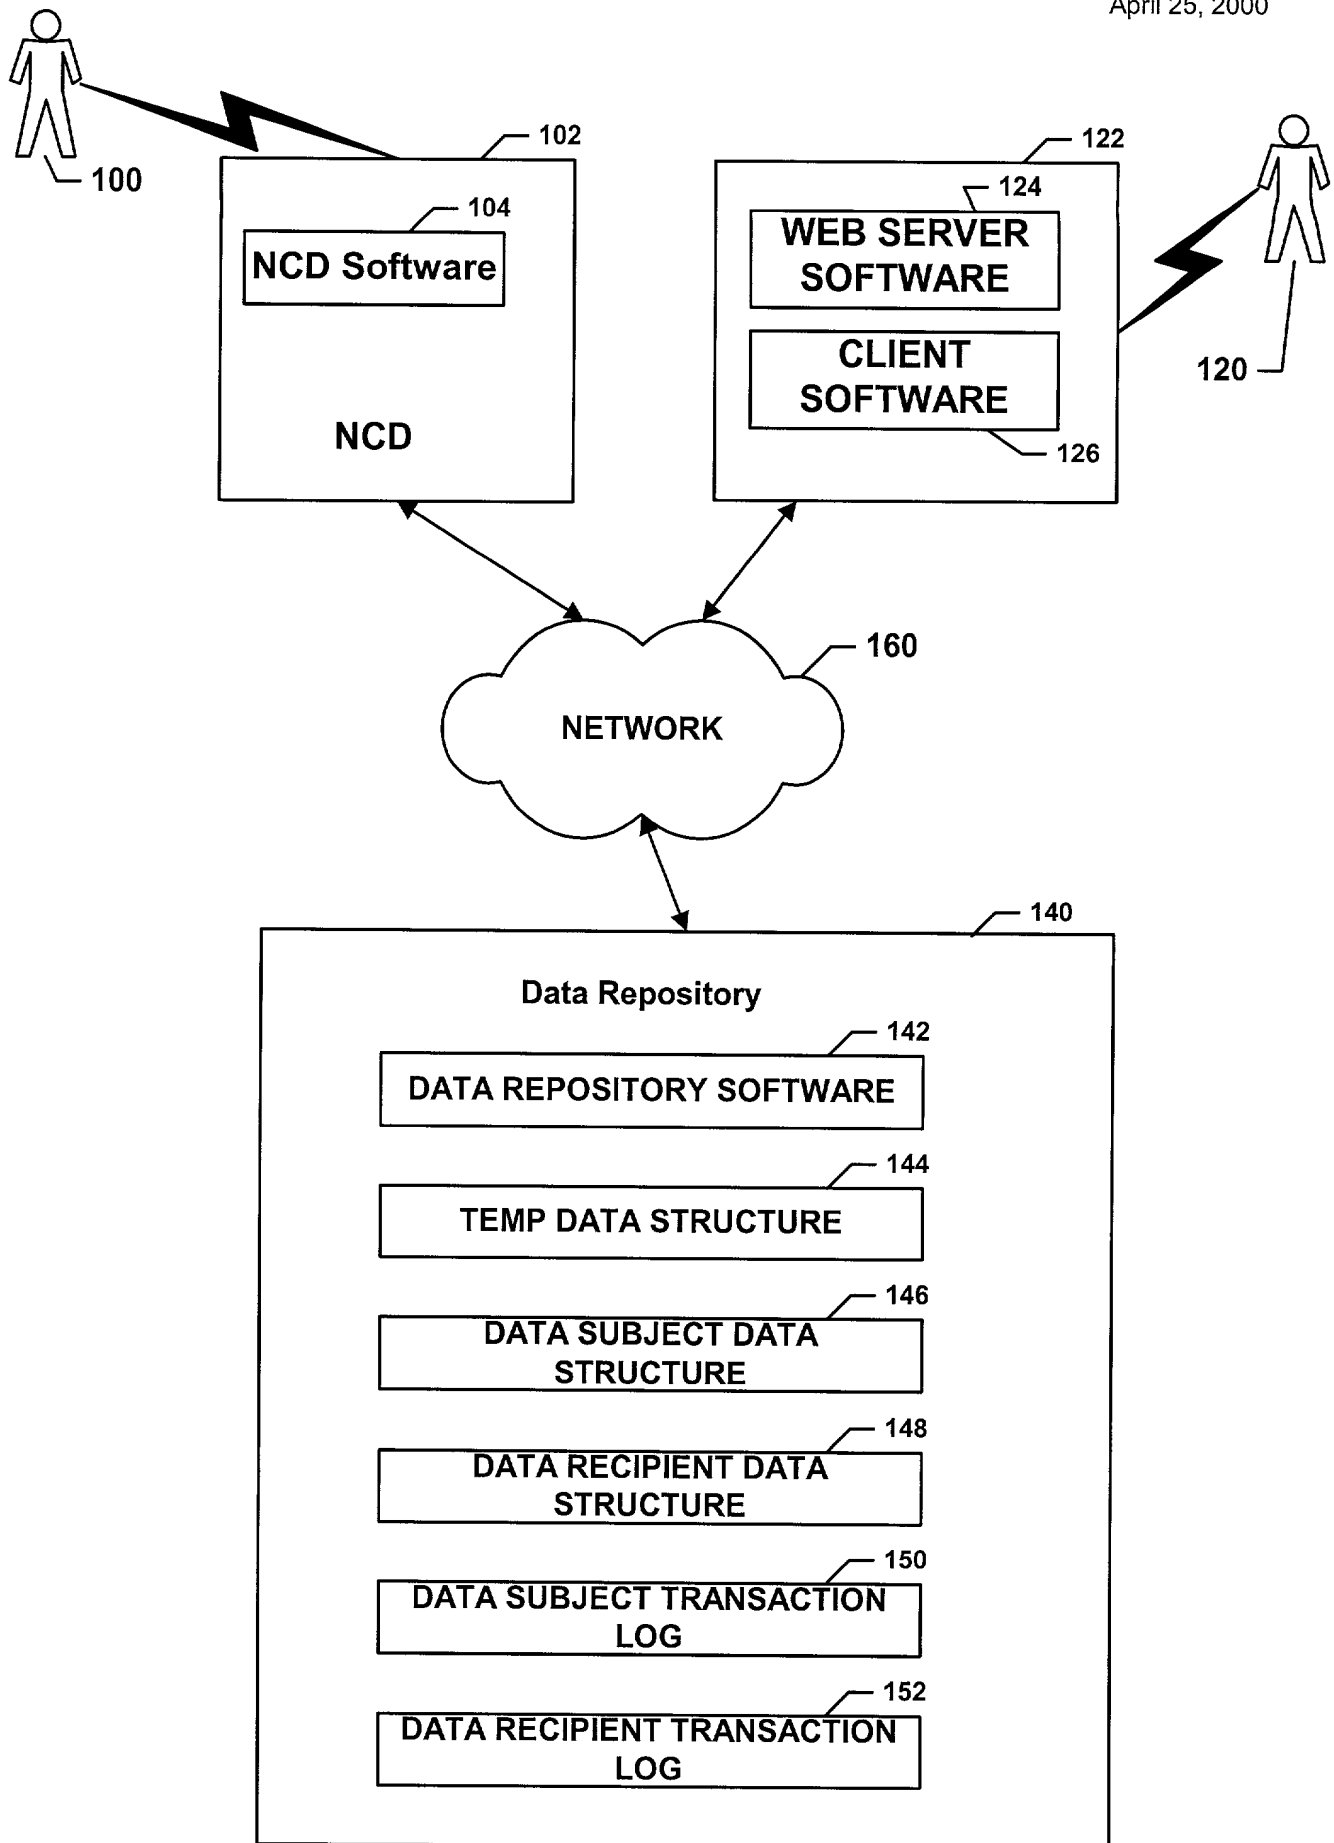 April 25, 2000
102
122
100
104
124
NCD Software
WEB SERVER
SOFTWARE
CLIENT
SOFTWARE
120
NCD
126
160
NETWORK
140
Data Repository
142
DATA REPOSITORY SOFTWARE
144
TEMP DATA STRUCTURE
146
DATA SUBJECT DATA
STRUCTURE
148
DATA RECIPIENT DATA
STRUCTURE
150
DATA SUBJECT TRANSACTION
LOG
152
DATA RECIPIENT TRANSACTION
LOG